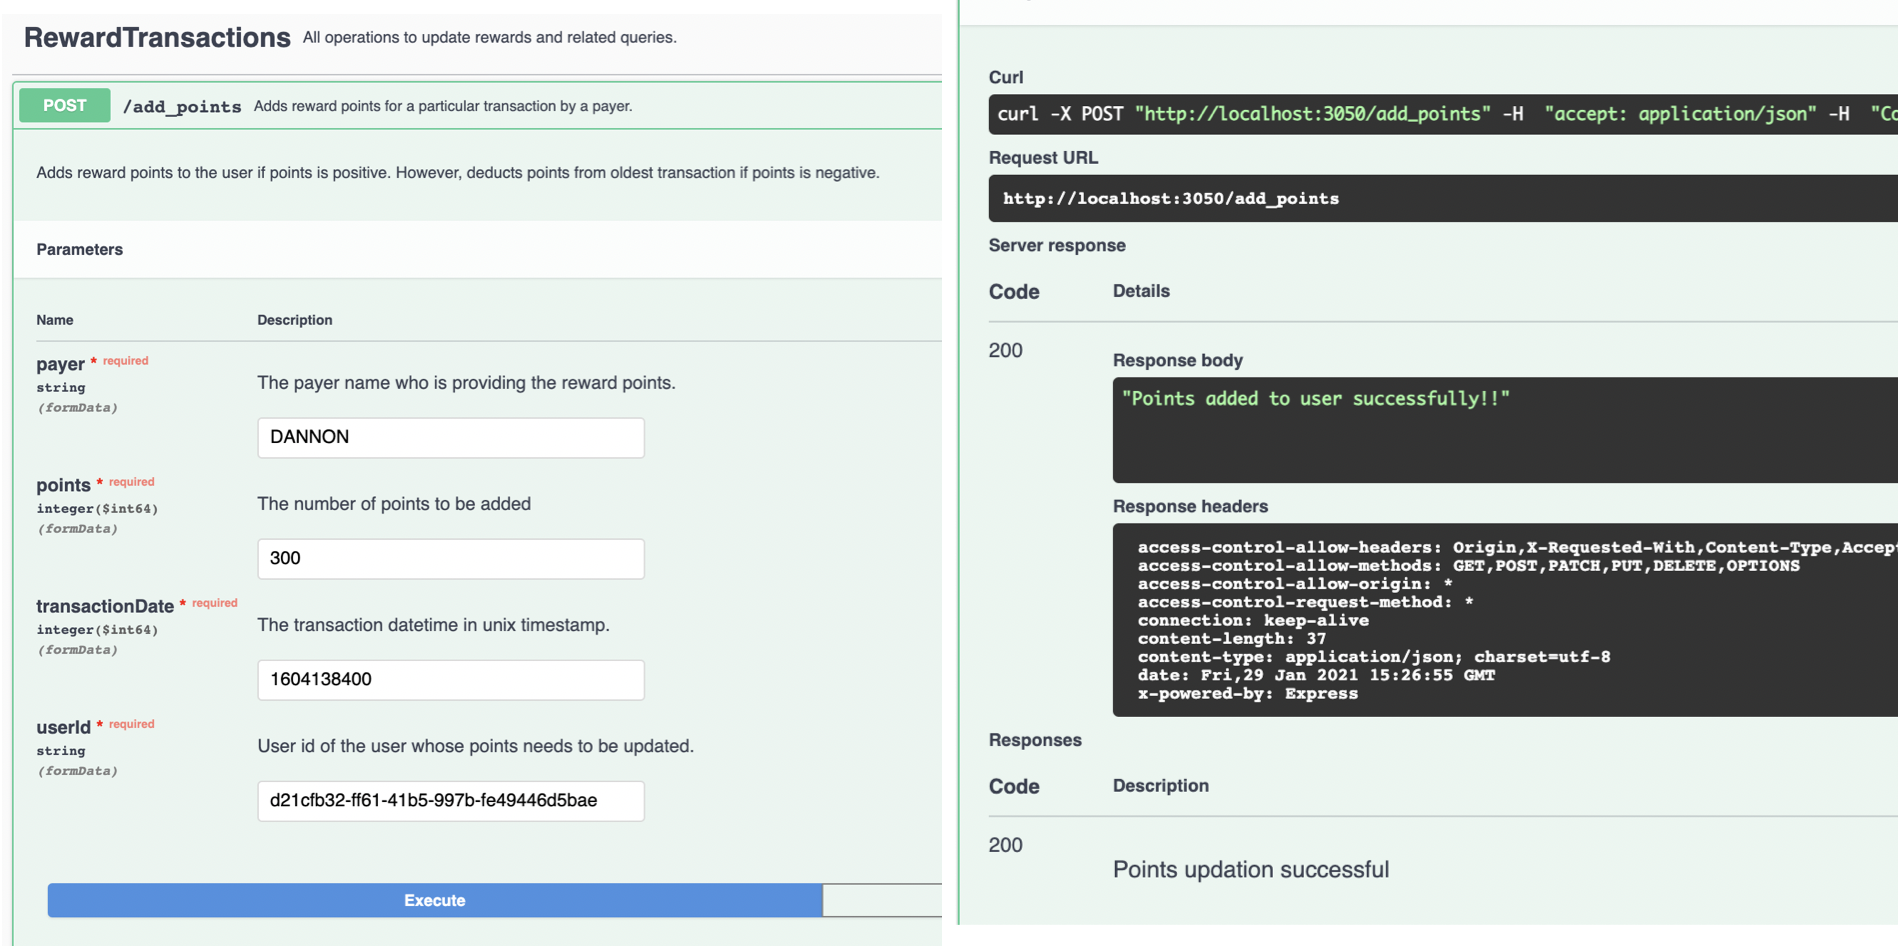 RewardTransactions All operations to update rewards and related queries.
POST /add_points Adds reward points for a particular transaction by a payer.
Adds reward points to the user if points is positive. However, deducts points from oldest transaction if points is negative.
Parameters
Name Description
payer * required
string
(formData)
The payer name who is providing the reward points.
DANNON
points * required
integer($int64)
(formData)
The number of points to be added
300
transactionDate * required
integer($int64)
(formData)
The transaction datetime in unix timestamp.
1604138400
userId * required
string
(formData)
User id of the user whose points needs to be updated.
d21cfb32-ff61-41b5-997b-fe49446d5bae
Execute
Curl
curl -X POST "http://localhost:3050/add_points" -H "accept: application/json" -H "Co
Request URL
http://localhost:3050/add_points
Server response
Code Details
200
Response body
"Points added to user successfully!!"
Response headers
access-control-allow-headers: Origin,X-Requested-With,Content-Type,Accept
access-control-allow-methods: GET,POST,PATCH,PUT,DELETE,OPTIONS
access-control-allow-origin: *
access-control-request-method: *
connection: keep-alive
content-length: 37
content-type: application/json; charset=utf-8
date: Fri,29 Jan 2021 15:26:55 GMT
x-powered-by: Express
Responses
Code Description
200
Points updation successful